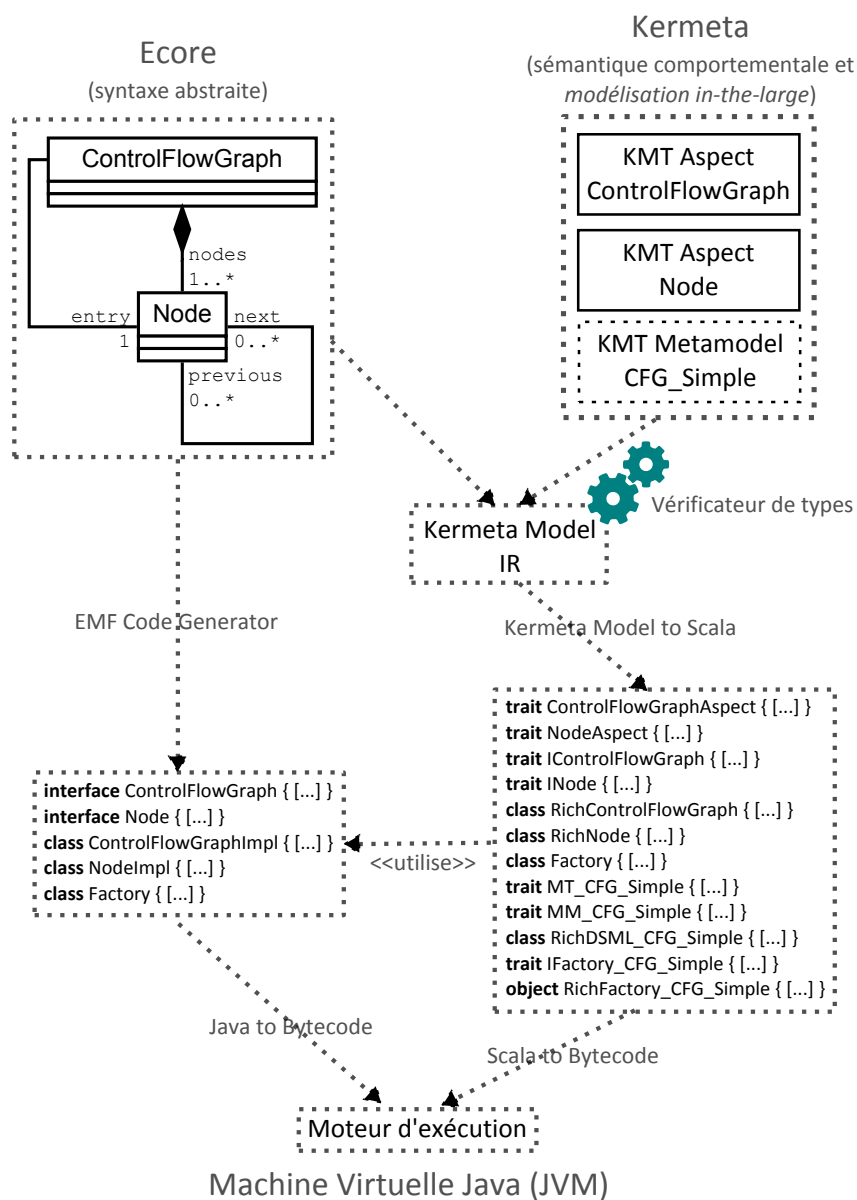 Ecore
(syntaxe abstraite)
Kermeta
(sémantique comportementale et
modélisation in-the-large)
ControlFlowGraph
nodes
1..*
entry
1
Node
next
0..*
previous
0..*
KMT Aspect
ControlFlowGraph
KMT Aspect
Node
KMT Metamodel
CFG_Simple
Vérificateur de types
Kermeta Model
IR
EMF Code Generator
Kermeta Model to Scala
interface ControlFlowGraph { [...] }
interface Node { [...] }
class ControlFlowGraphImpl { [...] }
class NodeImpl { [...] }
class Factory { [...] }
<<utilise>>
trait ControlFlowGraphAspect { [...] }
trait NodeAspect { [...] }
trait IControlFlowGraph { [...] }
trait INode { [...] }
class RichControlFlowGraph { [...] }
class RichNode { [...] }
class Factory { [...] }
trait MT_CFG_Simple { [...] }
trait MM_CFG_Simple { [...] }
class RichDSML_CFG_Simple { [...] }
trait IFactory_CFG_Simple { [...] }
object RichFactory_CFG_Simple { [...] }
Java to Bytecode
Scala to Bytecode
Moteur d'exécution
Machine Virtuelle Java (JVM)